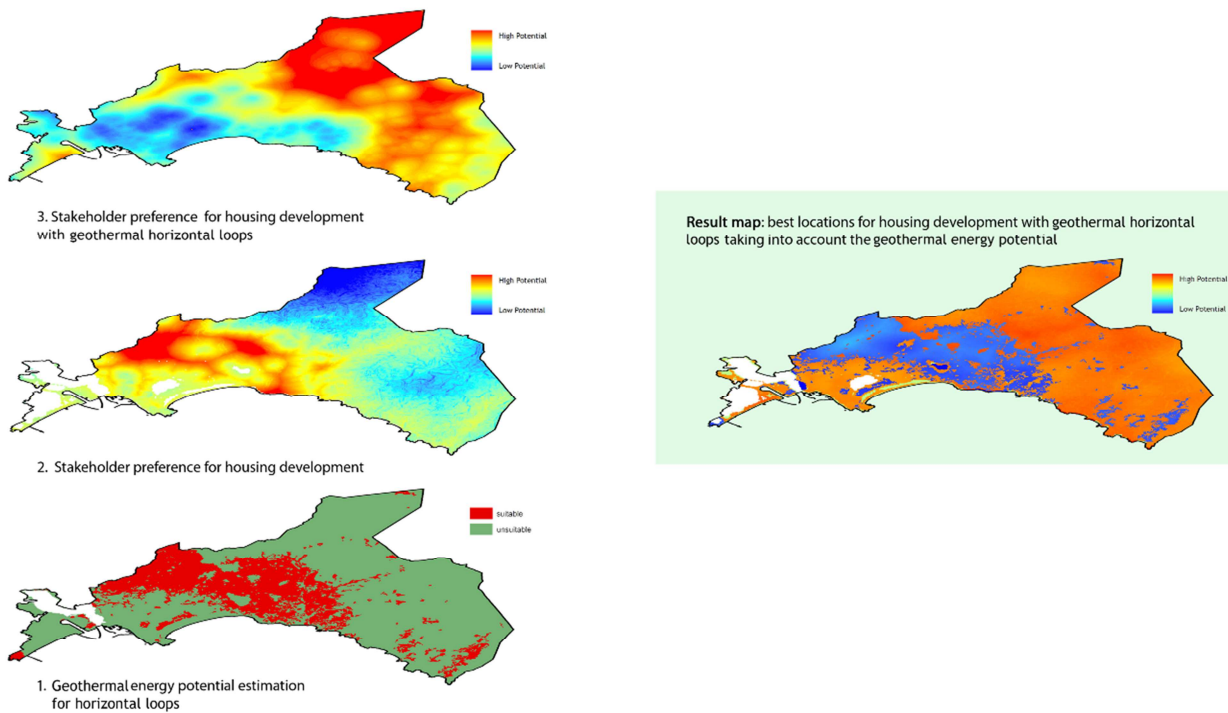 High Potential
Low Potential
3. Stakeholder preference for housing development
with geothermal horizontal loops
High Potential
Low Potential
2. Stakeholder preference for housing development
suitable
unsuitable
1. Geothermal energy potential estimation
for horizontal loops
Result map: best locations for housing development with geothermal horizontal
loops taking into account the geothermal energy potential
High Potential
Low Potential